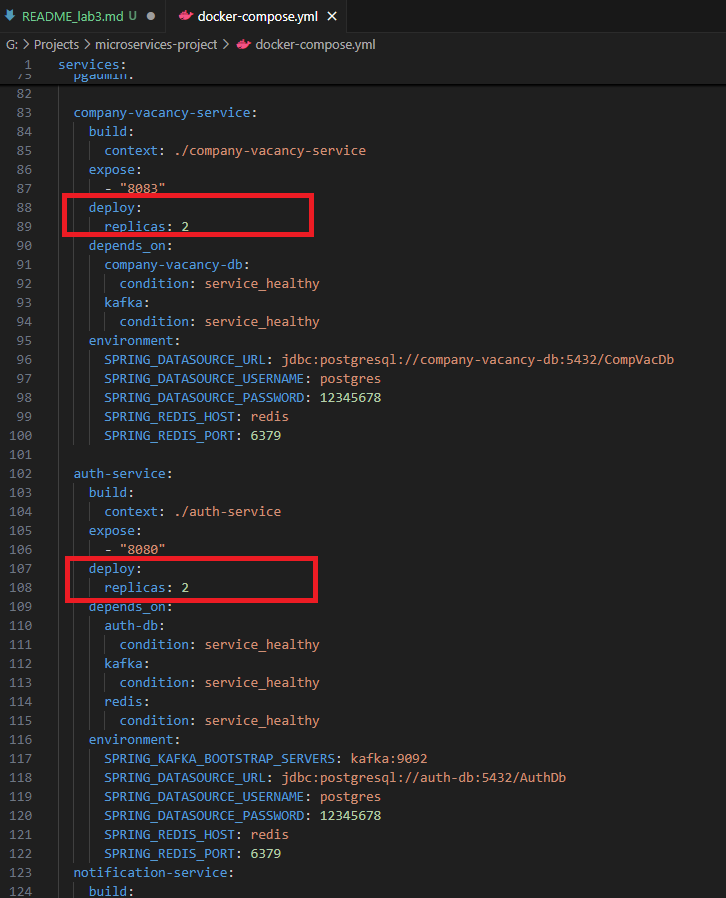 README_lab3.md U ●
docker-compose.yml ×
G: > Projects > microservices-project > docker-compose.yml
1 services:
75 pgadmin:
82
83 company-vacancy-service:
84 build:
85 context: ./company-vacancy-service
86 expose:
87 - "8083"
88 deploy:
89 replicas: 2
90 depends_on:
91 company-vacancy-db:
92 condition: service_healthy
93 kafka:
94 condition: service_healthy
95 environment:
96 SPRING_DATASOURCE_URL: jdbc:postgresql://company-vacancy-db:5432/CompVacDb
97 SPRING_DATASOURCE_USERNAME: postgres
98 SPRING_DATASOURCE_PASSWORD: 12345678
99 SPRING_REDIS_HOST: redis
100 SPRING_REDIS_PORT: 6379
101
102 auth-service:
103 build:
104 context: ./auth-service
105 expose:
106 - "8080"
107 deploy:
108 replicas: 2
109 depends_on:
110 auth-db:
111 condition: service_healthy
112 kafka:
113 condition: service_healthy
114 redis:
115 condition: service_healthy
116 environment:
117 SPRING_KAFKA_BOOTSTRAP_SERVERS: kafka:9092
118 SPRING_DATASOURCE_URL: jdbc:postgresql://auth-db:5432/AuthDb
119 SPRING_DATASOURCE_USERNAME: postgres
120 SPRING_DATASOURCE_PASSWORD: 12345678
121 SPRING_REDIS_HOST: redis
122 SPRING_REDIS_PORT: 6379
123 notification-service:
124 build: